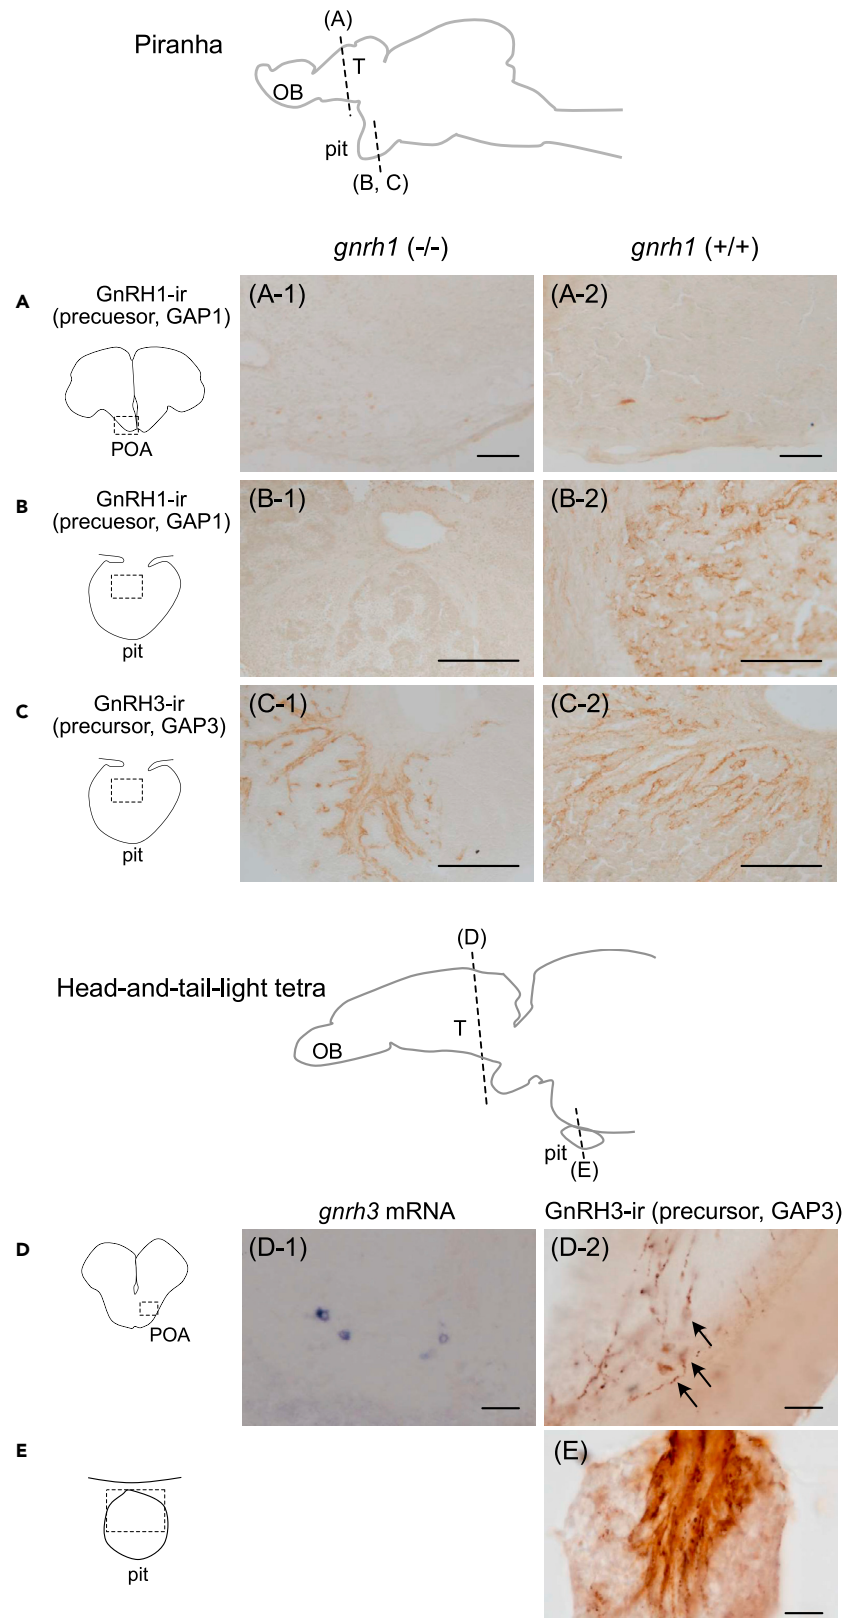 (A)
Piranha
T
OB
pit
(B, C)
gnrh1 (-/-)
gnrh1 (+/+)
A
GnRH1-ir
(precuesor, GAP1)
POA
(A-1)
(A-2)
B
GnRH1-ir
(precuesor, GAP1)
pit
(B-1)
(B-2)
C
GnRH3-ir
(precursor, GAP3)
pit
(C-1)
(C-2)
(D)
Head-and-tail-light tetra
T
OB
pit
(E)
gnrh3 mRNA
GnRH3-ir (precursor, GAP3)
D
POA
(D-1)
(D-2)
E
pit
(E)